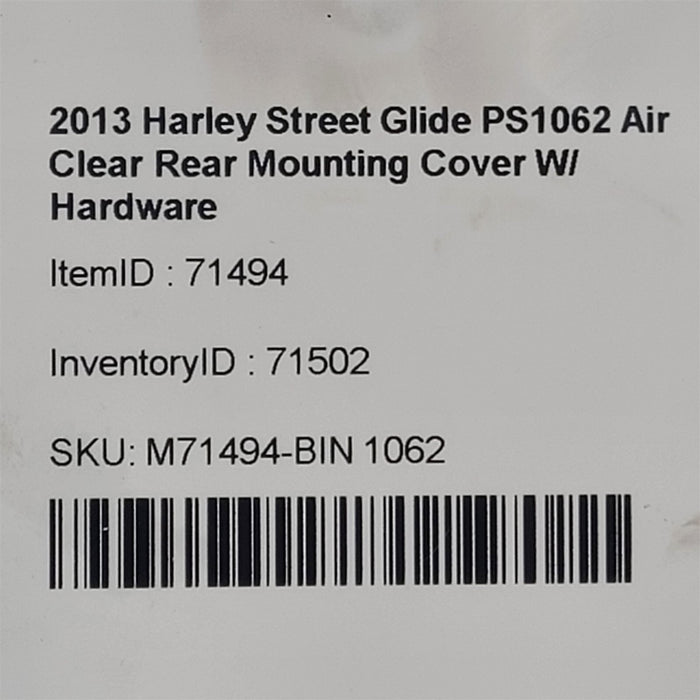 2013 Harley Street Glide PS1062 Air
Clear Rear Mounting Cover W/
Hardware
ItemID : 71494
InventoryID : 71502
SKU: M71494-BIN 1062